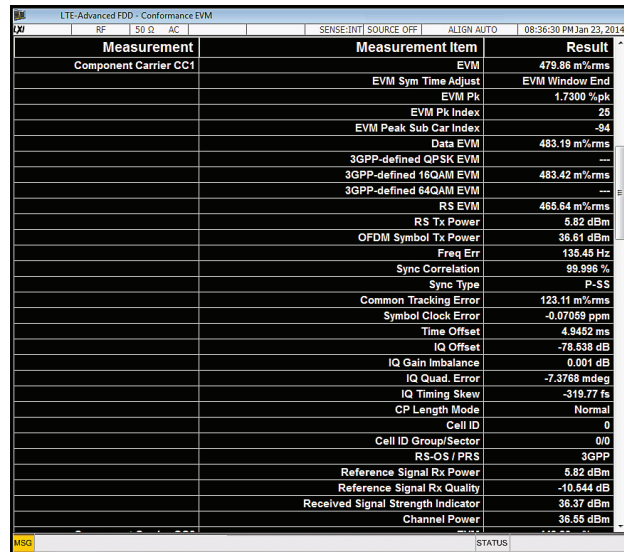 LTE-Advanced FDD - Conformance EVM
LXI RF 50 Ω AC SENSE:INT SOURCE OFF ALIGN AUTO 08:36:30 PM Jan 23, 2014
Measurement Measurement Item Result
Component Carrier CC1 EVM 479.86 m%rms
EVM Sym Time Adjust EVM Window End
EVM Pk 1.7300 %pk
EVM Pk Index 25
EVM Peak Sub Car Index -94
Data EVM 483.19 m%rms
3GPP-defined QPSK EVM ---
3GPP-defined 16QAM EVM 483.42 m%rms
3GPP-defined 64QAM EVM ---
RS EVM 465.64 m%rms
RS Tx Power 5.82 dBm
OFDM Symbol Tx Power 36.61 dBm
Freq Err 135.45 Hz
Sync Correlation 99.996 %
Sync Type P-SS
Common Tracking Error 123.11 m%rms
Symbol Clock Error -0.07059 ppm
Time Offset 4.9452 ms
IQ Offset -78.538 dB
IQ Gain Imbalance 0.001 dB
IQ Quad. Error -7.3768 mdeg
IQ Timing Skew -319.77 fs
CP Length Mode Normal
Cell ID 0
Cell ID Group/Sector 0/0
RS-OS / PRS 3GPP
Reference Signal Rx Power 5.82 dBm
Reference Signal Rx Quality -10.544 dB
Received Signal Strength Indicator 36.37 dBm
Channel Power 36.55 dBm
MSG STATUS